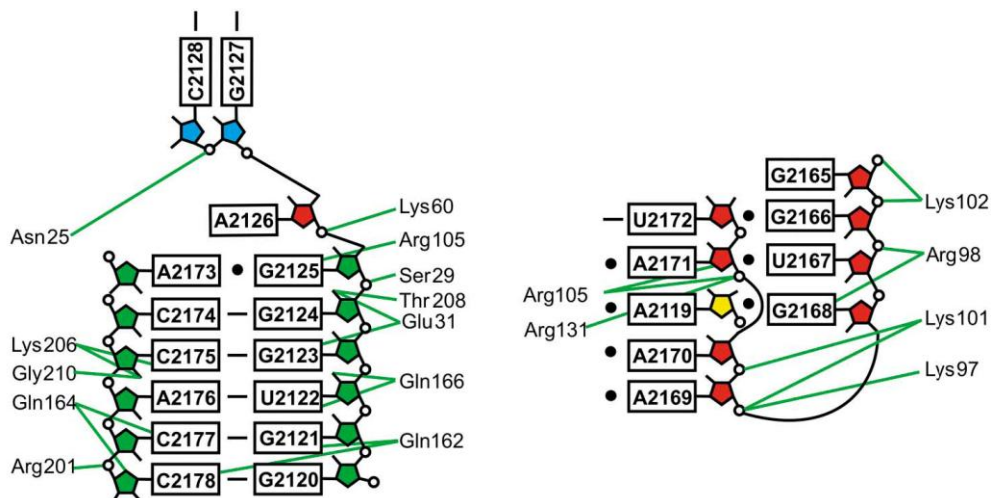 C2128
G2127
A2126
Lys60
Asn25
Arg105
A2173
G2125
Ser29
Thr208
C2174
G2124
Glu31
Lys206
C2175
G2123
Gly210
A2176
U2122
Gln166
Gln164
C2177
G2121
Gln162
Arg201
C2178
G2120
G2165
Lys102
U2172
G2166
A2171
U2167
Arg98
Arg105
A2119
G2168
Lys101
Arg131
A2170
Lys97
A2169